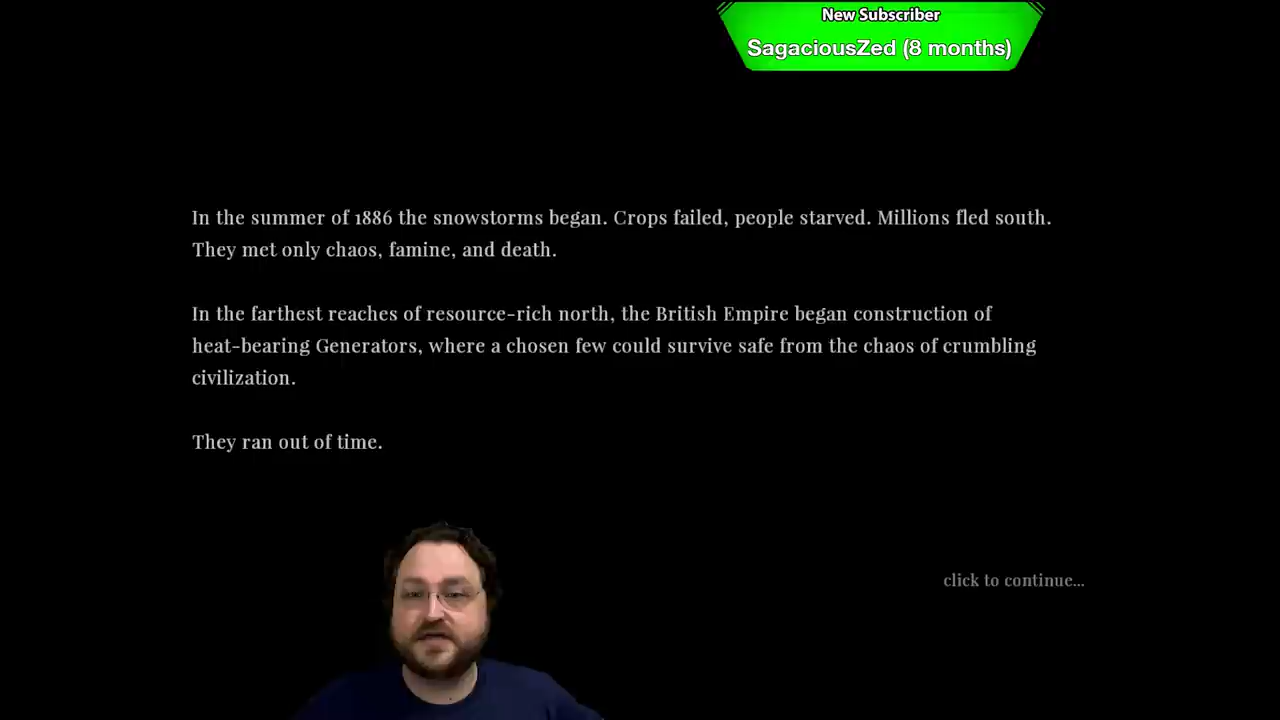 New Subscriber
SagaciousZed (8 months)
In the summer of 1886 the snowstorms began. Crops failed, people starved. Millions fled south.
They met only chaos, famine, and death.
In the farthest reaches of resource-rich north, the British Empire began construction of
heat-bearing Generators, where a chosen few could survive safe from the chaos of crumbling
civilization.
They ran out of time.
click to continue...